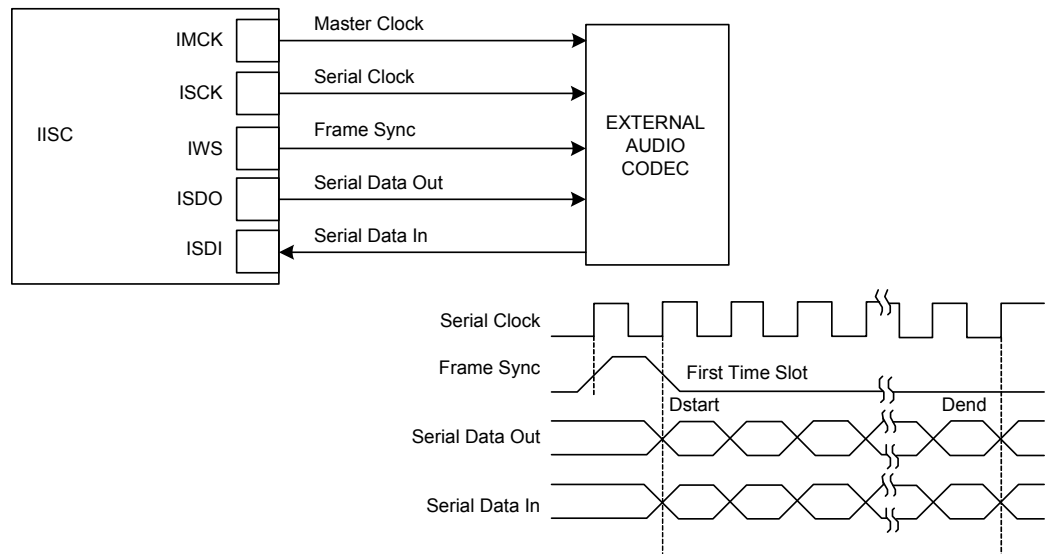 IISC
IMCK
ISCK
IWS
ISDO
ISDI
Master Clock
Serial Clock
Frame Sync
Serial Data Out
Serial Data In
EXTERNAL
AUDIO
CODEC
Serial Clock
Frame Sync
First Time Slot
Dstart
Dend
Serial Data Out
Serial Data In